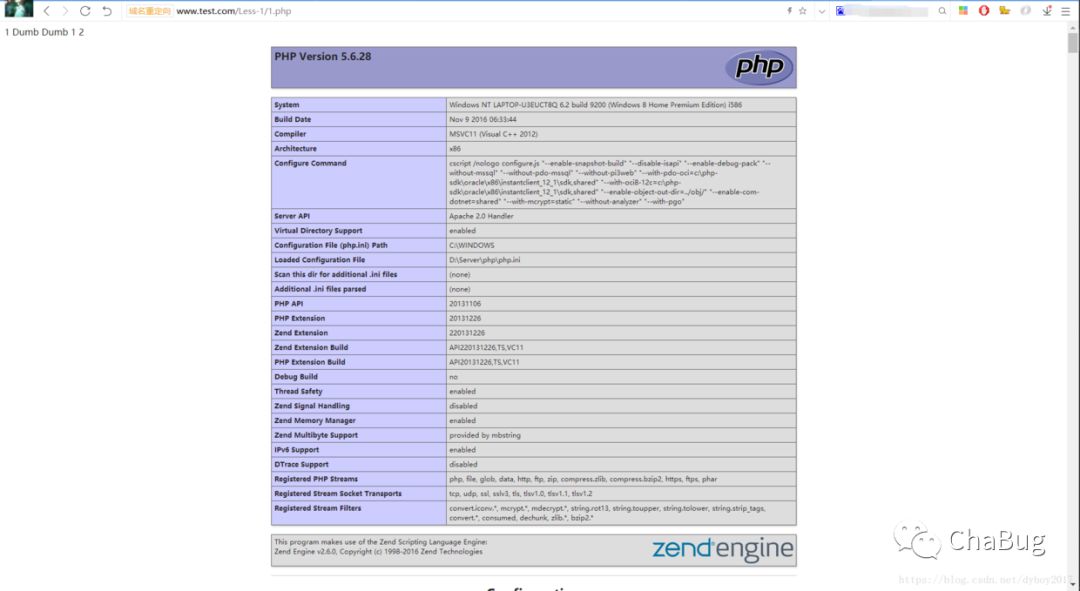 域名重定向 www.test.com/Less-1/1.php
1 Dumb Dumb 1 2
PHP Version 5.6.28
php
System Windows NT LAPTOP-U3EUCT8Q 6.2 build 9200 (Windows 8 Home Premium Edition) i586
Build Date Nov 9 2016 06:33:44
Compiler MSVC11 (Visual C++ 2012)
Architecture x86
Configure Command cscript /nologo configure.js "--enable-snapshot-build" "--disable-isapi" "--enable-debug-pack" "--
without-mssql" "--without-pdo-mssql" "--without-pi3web" "--with-pdo-oci=c:\php-
sdk\oracle\x86\instantclient_12_1\sdk,shared" "--with-oci8-12c=c:\php-
sdk\oracle\x86\instantclient_12_1\sdk,shared" "--enable-object-out-dir=../obj/" "--enable-com-
dotnet=shared" "--with-mcrypt=static" "--without-analyzer" "--with-pgo"
Server API Apache 2.0 Handler
Virtual Directory Support enabled
Configuration File (php.ini) Path C:\WINDOWS
Loaded Configuration File D:\Server\php\php.ini
Scan this dir for additional .ini files (none)
Additional .ini files parsed (none)
PHP API 20131106
PHP Extension 20131226
Zend Extension 220131226
Zend Extension Build API220131226,TS,VC11
PHP Extension Build API20131226,TS,VC11
Debug Build no
Thread Safety enabled
Zend Signal Handling disabled
Zend Memory Manager enabled
Zend Multibyte Support provided by mbstring
IPv6 Support enabled
DTrace Support disabled
Registered PHP Streams php, file, glob, data, http, ftp, zip, compress.zlib, compress.bzip2, https, ftps, phar
Registered Stream Socket Transports tcp, udp, ssl, sslv3, tls, tlsv1.0, tlsv1.1, tlsv1.2
Registered Stream Filters convert.iconv.*, mcrypt.*, mdecrypt.*, string.rot13, string.toupper, string.tolower, string.strip_tags,
convert.*, consumed, dechunk, zlib.*, bzip2.*
This program makes use of the Zend Scripting Language Engine:
Zend Engine v2.6.0, Copyright (c) 1998-2016 Zend Technologies
zend engine
ChaBug
https://blog.csdn.net/dyboy2017